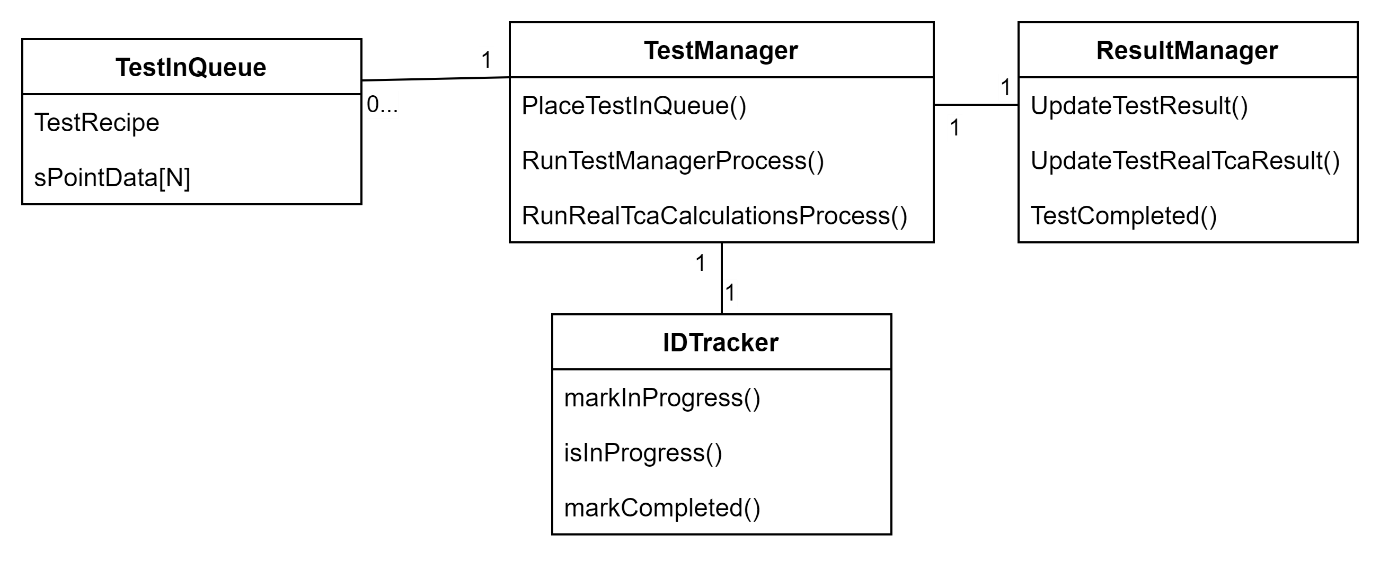 TestInQueue
TestRecipe
sPointData[N]
0...
1
TestManager
PlaceTestInQueue()
RunTestManagerProcess()
RunRealTcaCalculationsProcess()
1
1
ResultManager
UpdateTestResult()
UpdateTestRealTcaResult()
TestCompleted()
1
1
IDTracker
markInProgress()
isInProgress()
markCompleted()